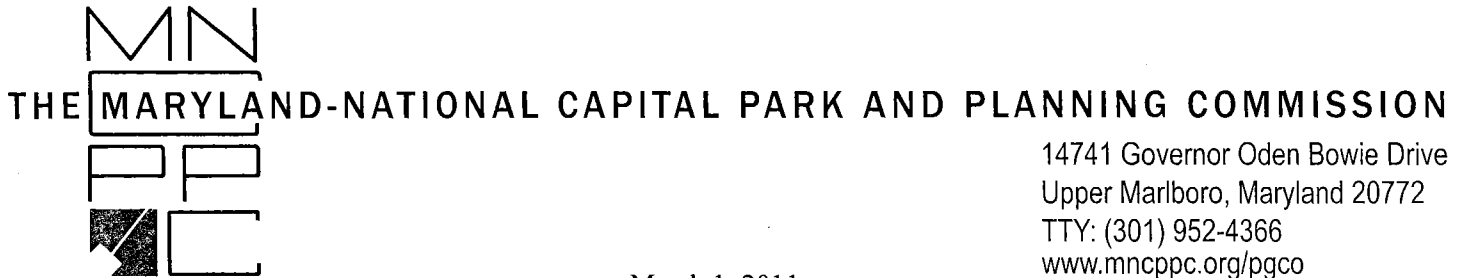 MN
THE MARYLAND-NATIONAL CAPITAL PARK AND PLANNING COMMISSION
PP
C
14741 Governor Oden Bowie Drive
Upper Marlboro, Maryland 20772
TTY: (301) 952-4366
www.mncppc.org/pgco